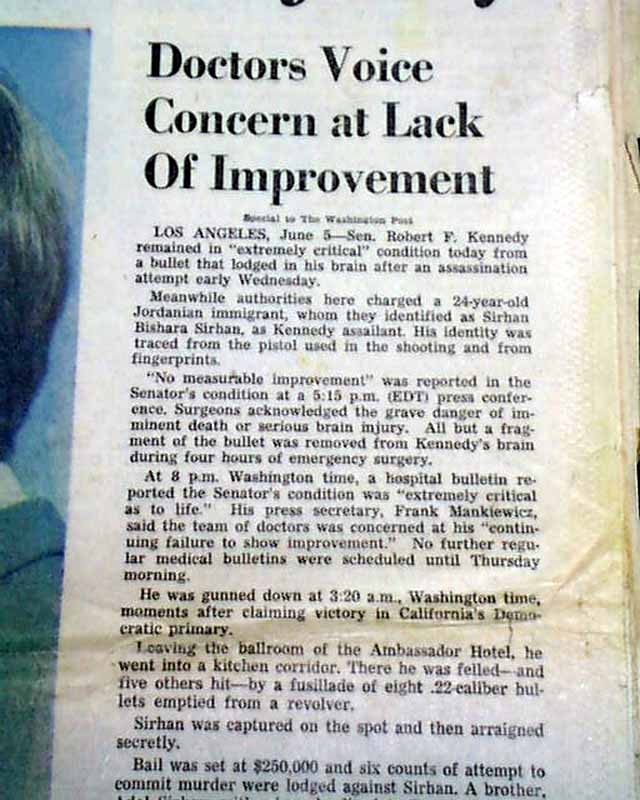 Doctors Voice
Concern at Lack
Of Improvement
Special to The Washington Post
LOS ANGELES, June 5—Sen. Robert F. Kennedy
remained in “extremely critical” condition today from
a bullet that lodged in his brain after an assassination
attempt early Wednesday.
Meanwhile authorities here charged a 24-year-old
Jordanian immigrant, whom they identified as Sirhan
Bishara Sirhan, as Kennedy assailant. His identity was
traced from the pistol used in the shooting and from
fingerprints.
“No measurable improvement” was reported in the
Senator's condition at a 5:15 p.m. (EDT) press confer-
ence. Surgeons acknowledged the grave danger of im-
minent death or serious brain injury. All but a frag-
ment of the bullet was removed from Kennedy's brain
during four hours of emergency surgery.
At 8 p.m. Washington time, a hospital bulletin re-
ported the Senator's condition was “extremely critical
as to life.” His press secretary, Frank Mankiewicz,
said the team of doctors was concerned at his “contin-
uing failure to show improvement.” No further regu-
lar medical bulletins were scheduled until Thursday
morning.
He was gunned down at 3:20 a.m., Washington time,
moments after claiming victory in California's Demo-
cratic primary.
Leaving the ballroom of the Ambassador Hotel, he
went into a kitchen corridor. There he was felled—and
five others hit—by a fusillade of eight .22-caliber bul-
lets emptied from a revolver.
Sirhan was captured on the spot and then arraigned
secretly.
Bail was set at $250,000 and six counts of attempt to
commit murder were lodged against Sirhan. A brother,